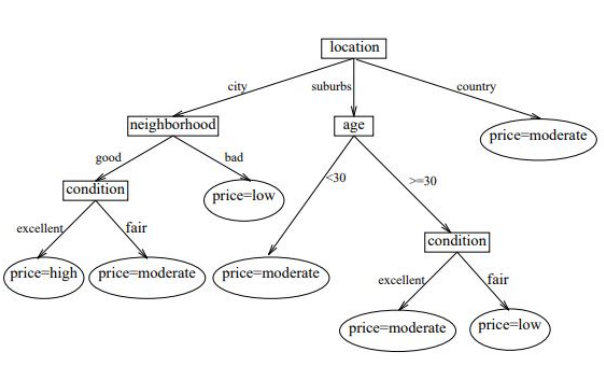 location
city
suburbs
country
neighborhood
age
price=moderate
good
bad
<30
>=30
condition
price=low
excellent
fair
condition
price=high
price=moderate
price=moderate
excellent
fair
price=moderate
price=low